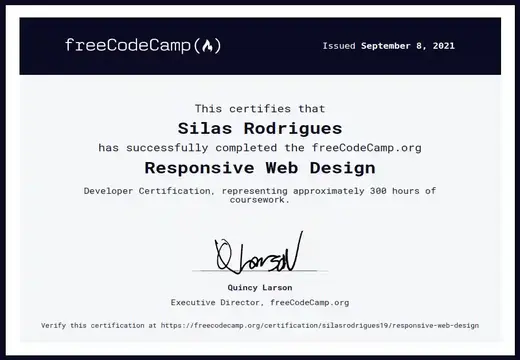 freeCodeCamp(🔥)
Issued September 8, 2021
This certifies that
Silas Rodrigues
has successfully completed the freeCodeCamp.org
Responsive Web Design
Developer Certification, representing approximately 300 hours of
coursework.
Q Larson
Quincy Larson
Executive Director, freeCodeCamp.org
Verify this certification at https://freecodecamp.org/certification/silasrodrigues19/responsive-web-design